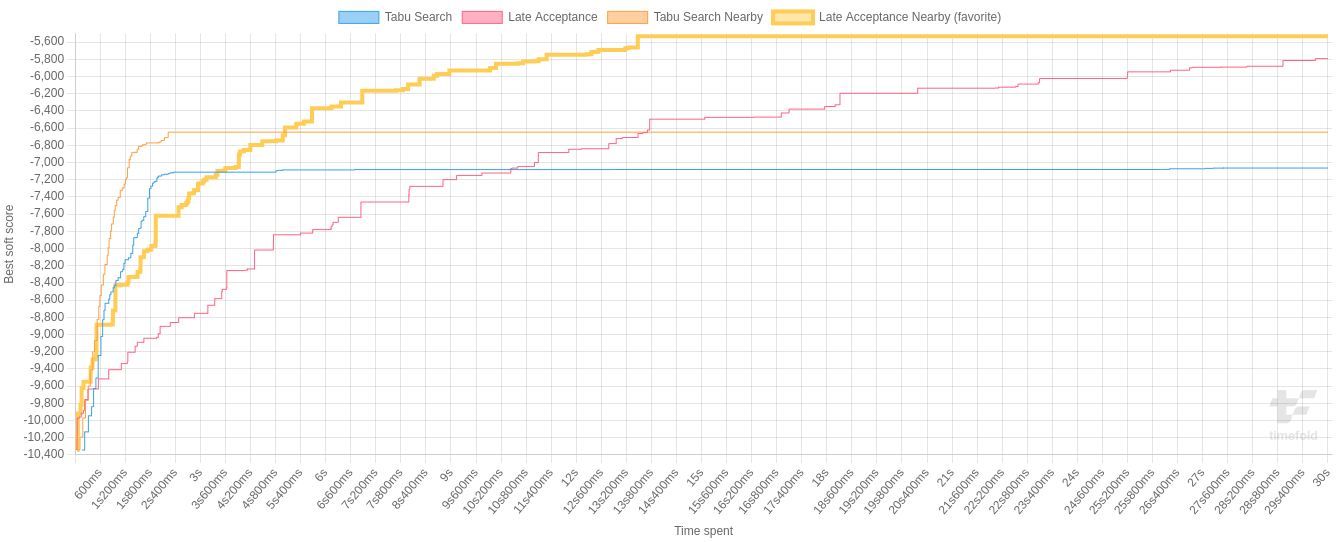 Tabu Search
Late Acceptance
Tabu Search Nearby
Late Acceptance Nearby (favorite)
Best soft score
-5,600
-5,800
-6,000
-6,200
-6,400
-6,600
-6,800
-7,000
-7,200
-7,400
-7,600
-7,800
-8,000
-8,200
-8,400
-8,600
-8,800
-9,000
-9,200
-9,400
-9,600
-9,800
-10,000
-10,200
-10,400
timefold
600ms
1s200ms
1s800ms
2s400ms
3s
3s600ms
4s200ms
4s800ms
5s400ms
6s
6s600ms
7s200ms
7s800ms
8s400ms
9s
9s600ms
10s200ms
10s800ms
11s400ms
12s
12s600ms
13s200ms
13s800ms
14s400ms
15s
15s600ms
16s200ms
16s800ms
17s400ms
18s
18s600ms
19s200ms
19s800ms
20s400ms
21s
21s600ms
22s200ms
22s800ms
23s400ms
24s
24s600ms
25s200ms
25s800ms
26s400ms
27s
27s600ms
28s200ms
28s800ms
29s400ms
30s
Time spent